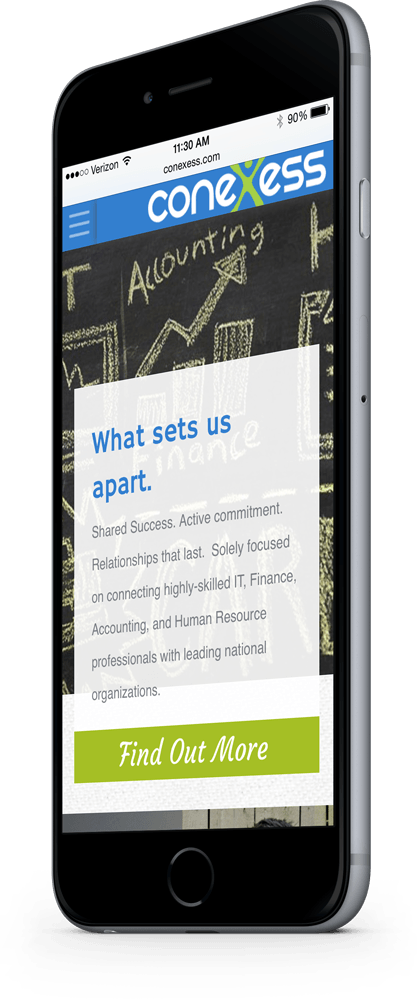 Verizon 11:30 AM 90%
conexess.com
conexess
Accounting
What sets us
apart.
Finance
Shared Success. Active commitment.
Relationships that last. Solely focused
on connecting highly-skilled IT, Finance,
Accounting, and Human Resource
professionals with leading national
organizations.
Find Out More